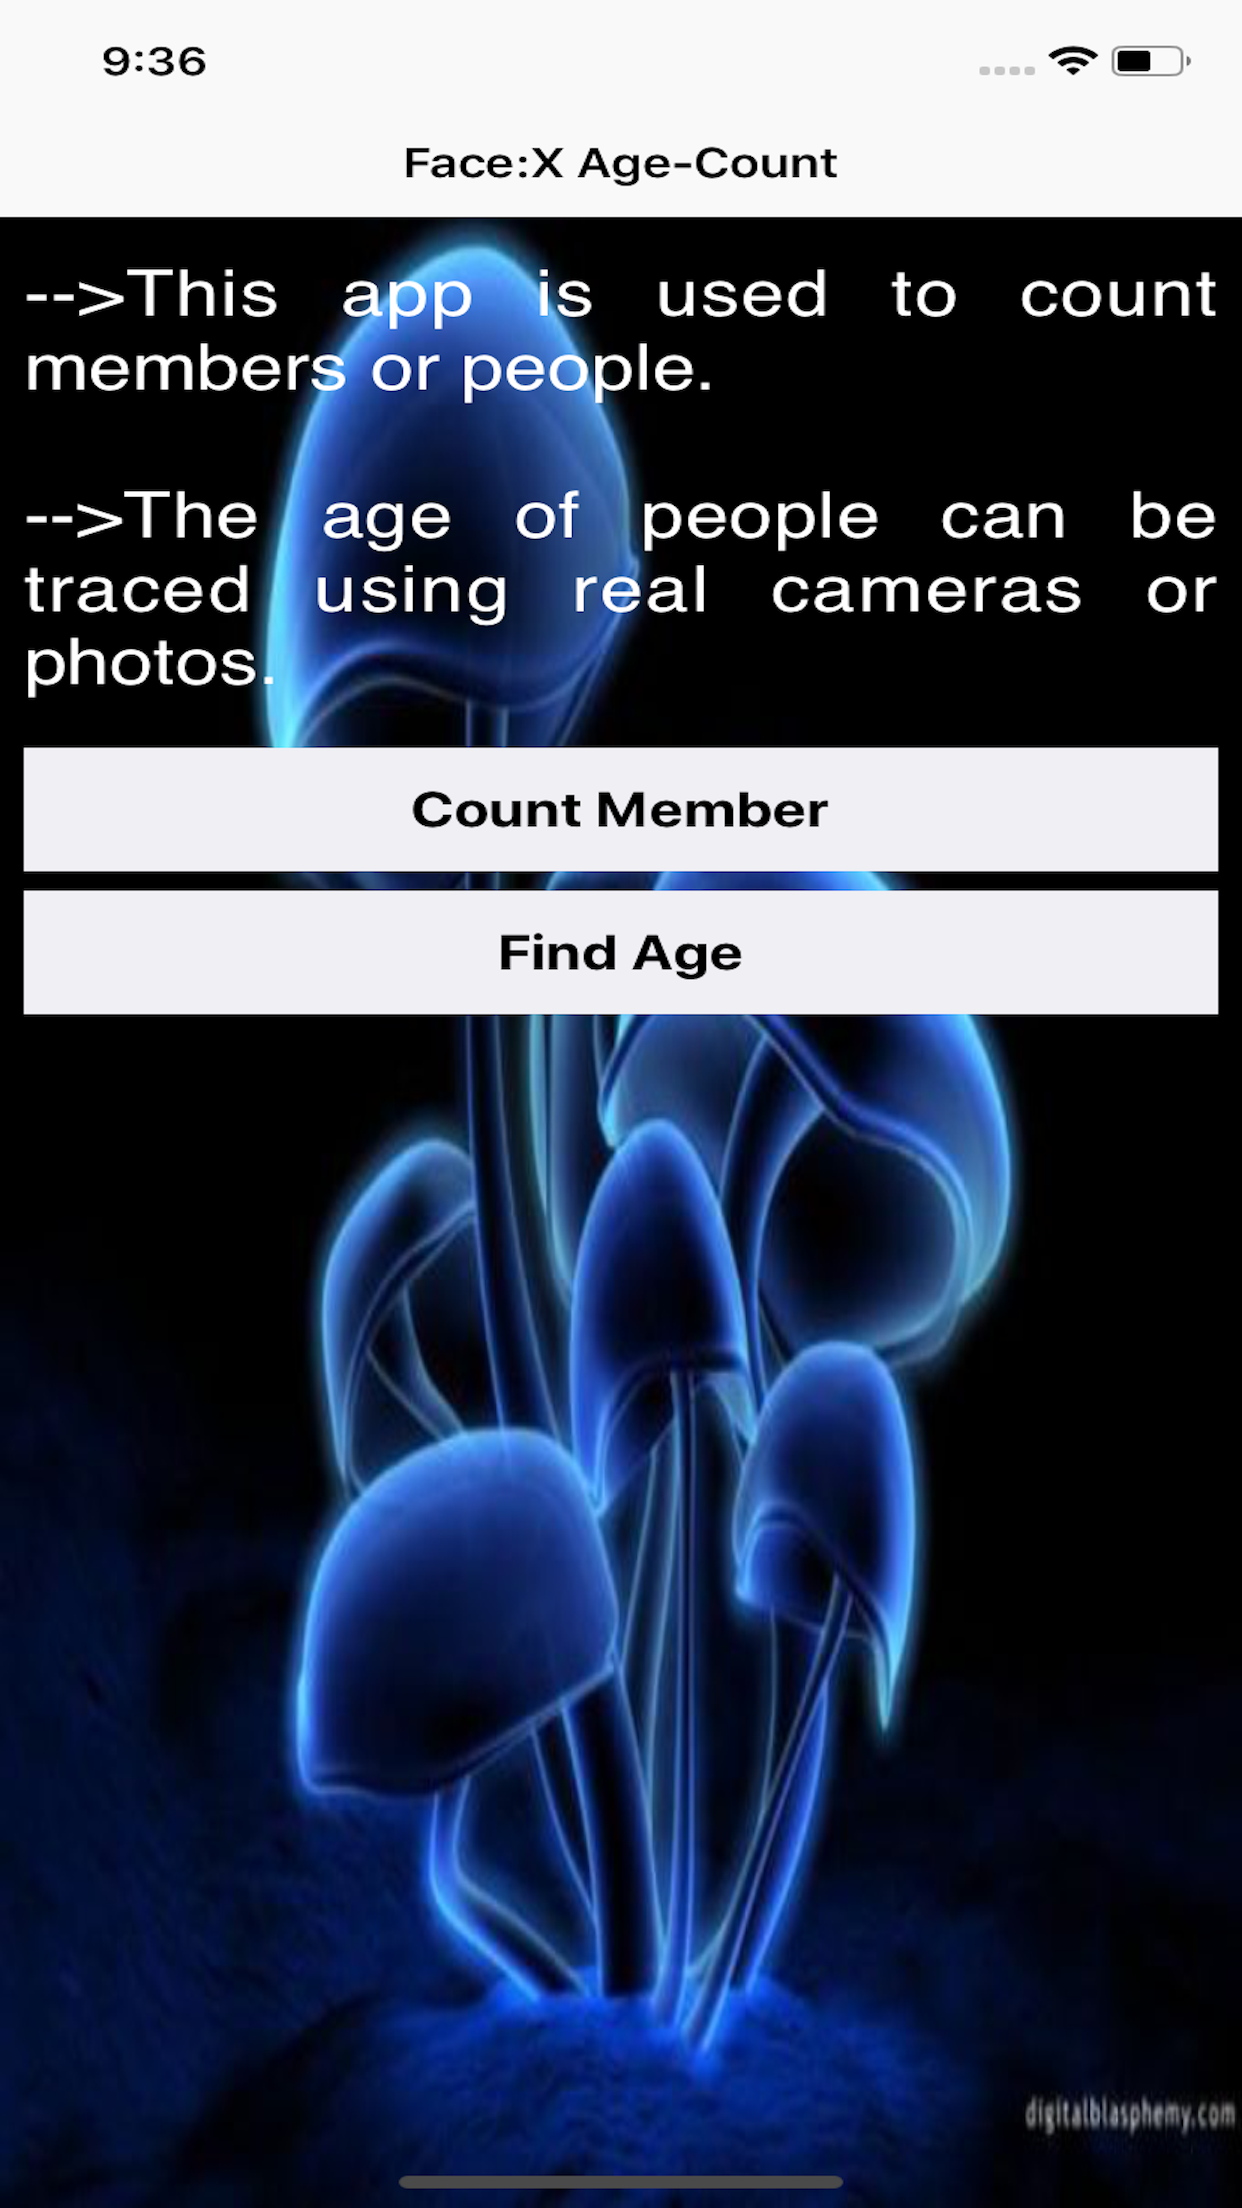 9:36
Face:X Age-Count
-->This app is used to count
members or people.
-->The age of people can be
traced using real cameras or
photos.
Count Member
Find Age
digitalblasphemy.com